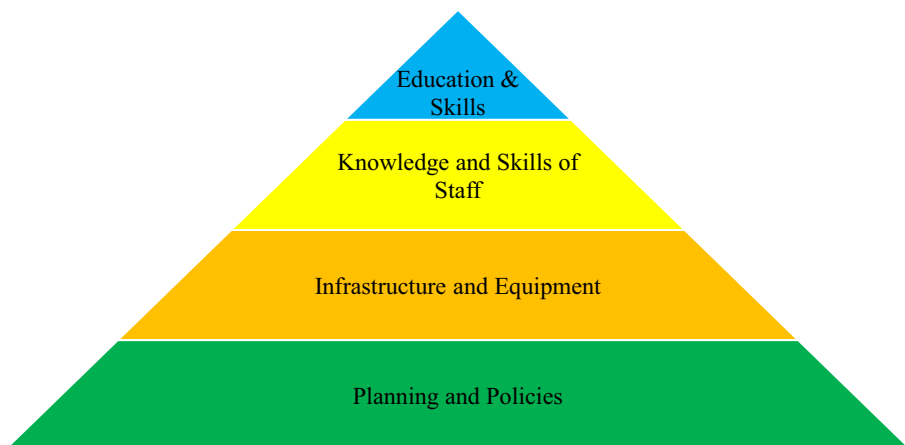 Education &
Skills
Knowledge and Skills of
Staff
Infrastructure and Equipment
Planning and Policies